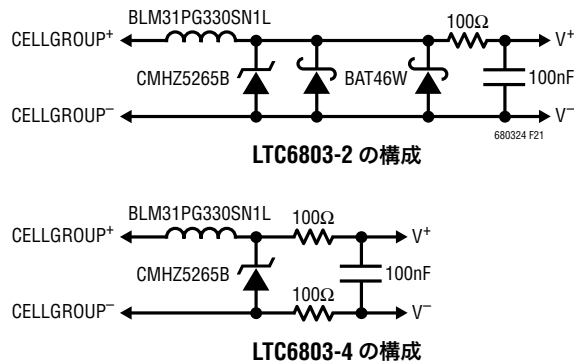 BLM31PG330SN1L
100Ω
CELLGROUP+
V+
CMHZ5265B
BAT46W
100nF
CELLGROUP−
V−
680324 F21
LTC6803-2 の構成
BLM31PG330SN1L
100Ω
CELLGROUP+
V+
CMHZ5265B
100nF
100Ω
CELLGROUP−
V−
LTC6803-4 の構成